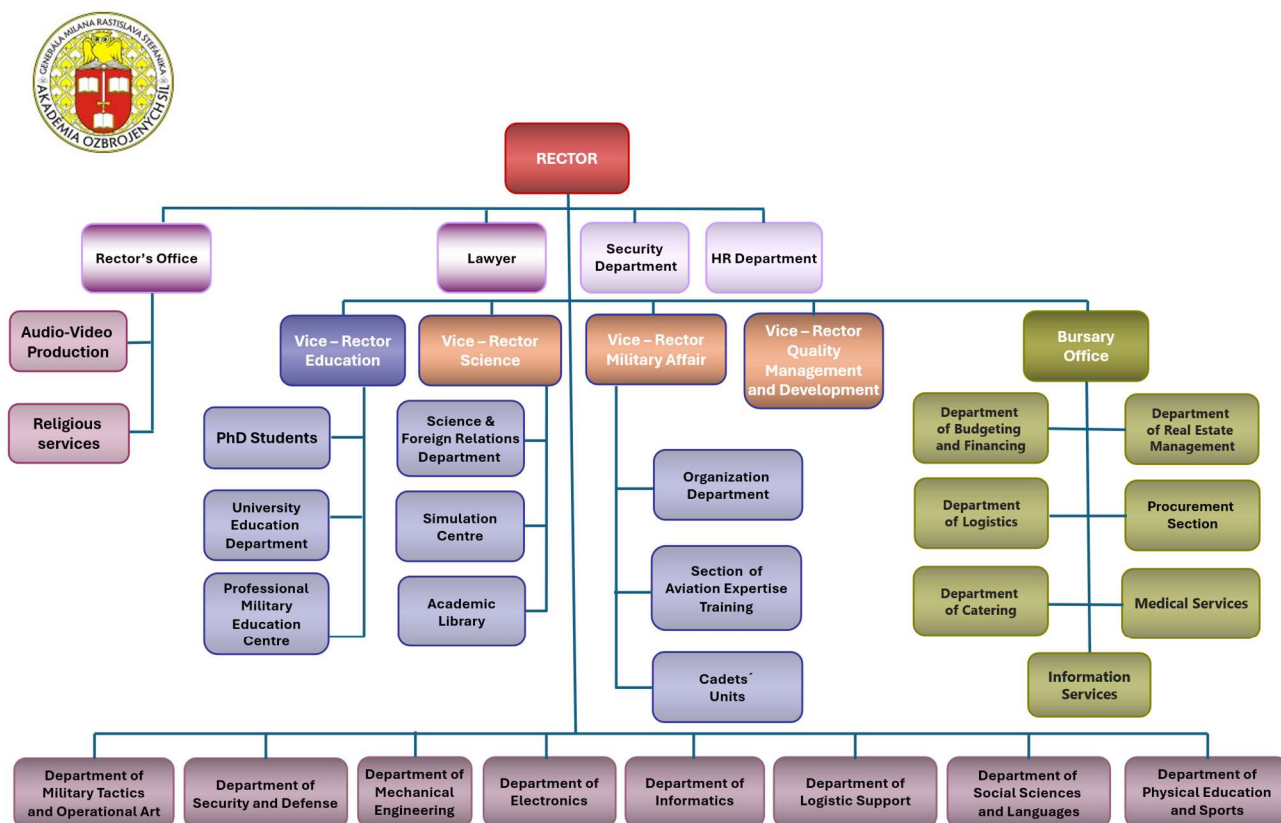 GENERÁLA MILANA RASTISLAVA ŠTEFÁNIKA
AKADÉMIA OZBROJENÝCH SÍL
RECTOR
Rector's Office
Lawyer
Security
Department
HR Department
Audio-Video
Production
Religious
services
Vice – Rector
Education
Vice – Rector
Science
Vice – Rector
Military Affair
Vice – Rector
Quality
Management
and Development
Bursary
Office
PhD Students
University
Education
Department
Professional
Military
Education
Centre
Science &
Foreign Relations
Department
Simulation
Centre
Academic
Library
Organization
Department
Section of
Aviation Expertise
Training
Cadets´
Units
Department
of Budgeting
and Financing
Department
of Real Estate
Management
Department
of Logistics
Procurement
Section
Department
of Catering
Medical Services
Information
Services
Department of
Military Tactics
and Operational Art
Department of
Security and Defense
Department of
Mechanical
Engineering
Department of
Electronics
Department of
Informatics
Department of
Logistic Support
Department of
Social Sciences
and Languages
Department of
Physical Education
and Sports